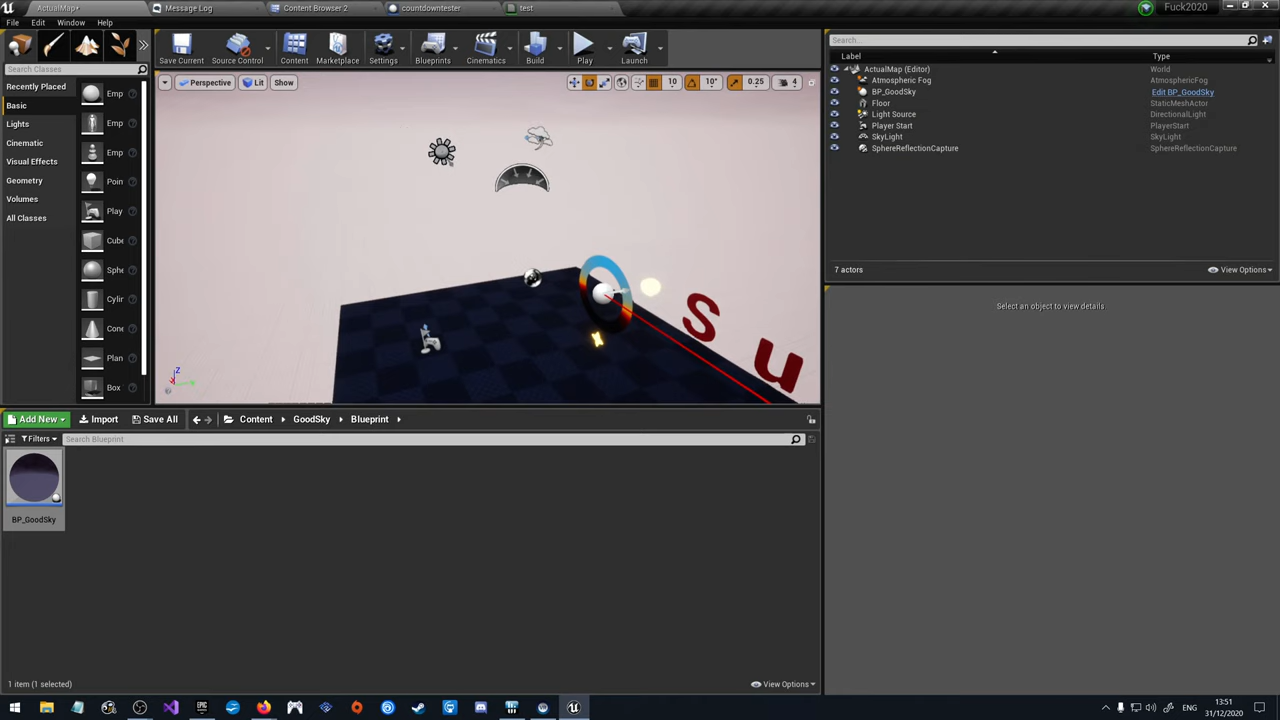 ActualMap*
Message Log
Content Browser 2
countdowntester
test
Fuck2020
File
Edit
Window
Help
Save Current
Source Control
Content
Marketplace
Settings
Blueprints
Cinematics
Build
Play
Launch
Search Classes
Recently Placed
Basic
Lights
Cinematic
Visual Effects
Geometry
Volumes
All Classes
Emp
Emp
Emp
Poin
Play
Cube
Sphe
Cylir
Cone
Plan
Box
Perspective
Lit
Show
10
10°
0.25
4
S u
Z
Search...
Label
Type
ActualMap (Editor)
World
Atmospheric Fog
AtmosphericFog
BP_GoodSky
Edit BP_GoodSky
Floor
StaticMeshActor
Light Source
DirectionalLight
Player Start
PlayerStart
SkyLight
SkyLight
SphereReflectionCapture
SphereReflectionCapture
7 actors
View Options
Select an object to view details.
Add New
Import
Save All
Content
GoodSky
Blueprint
Filters
Search Blueprint
BP_GoodSky
1 item (1 selected)
View Options
ENG
13:51
31/12/2020